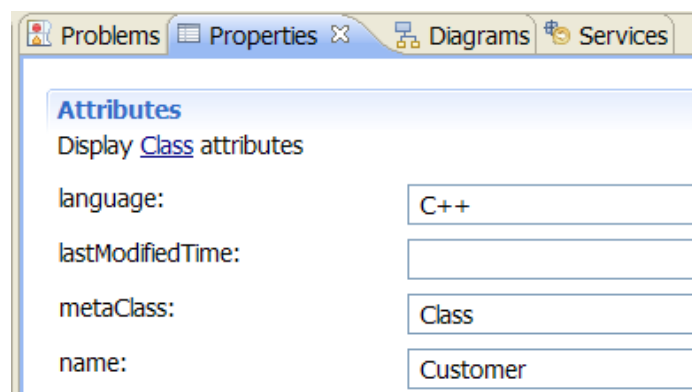 Problems Properties Diagrams Services
Attributes
Display Class attributes
language: C++
lastModifiedTime:
metaClass: Class
name: Customer